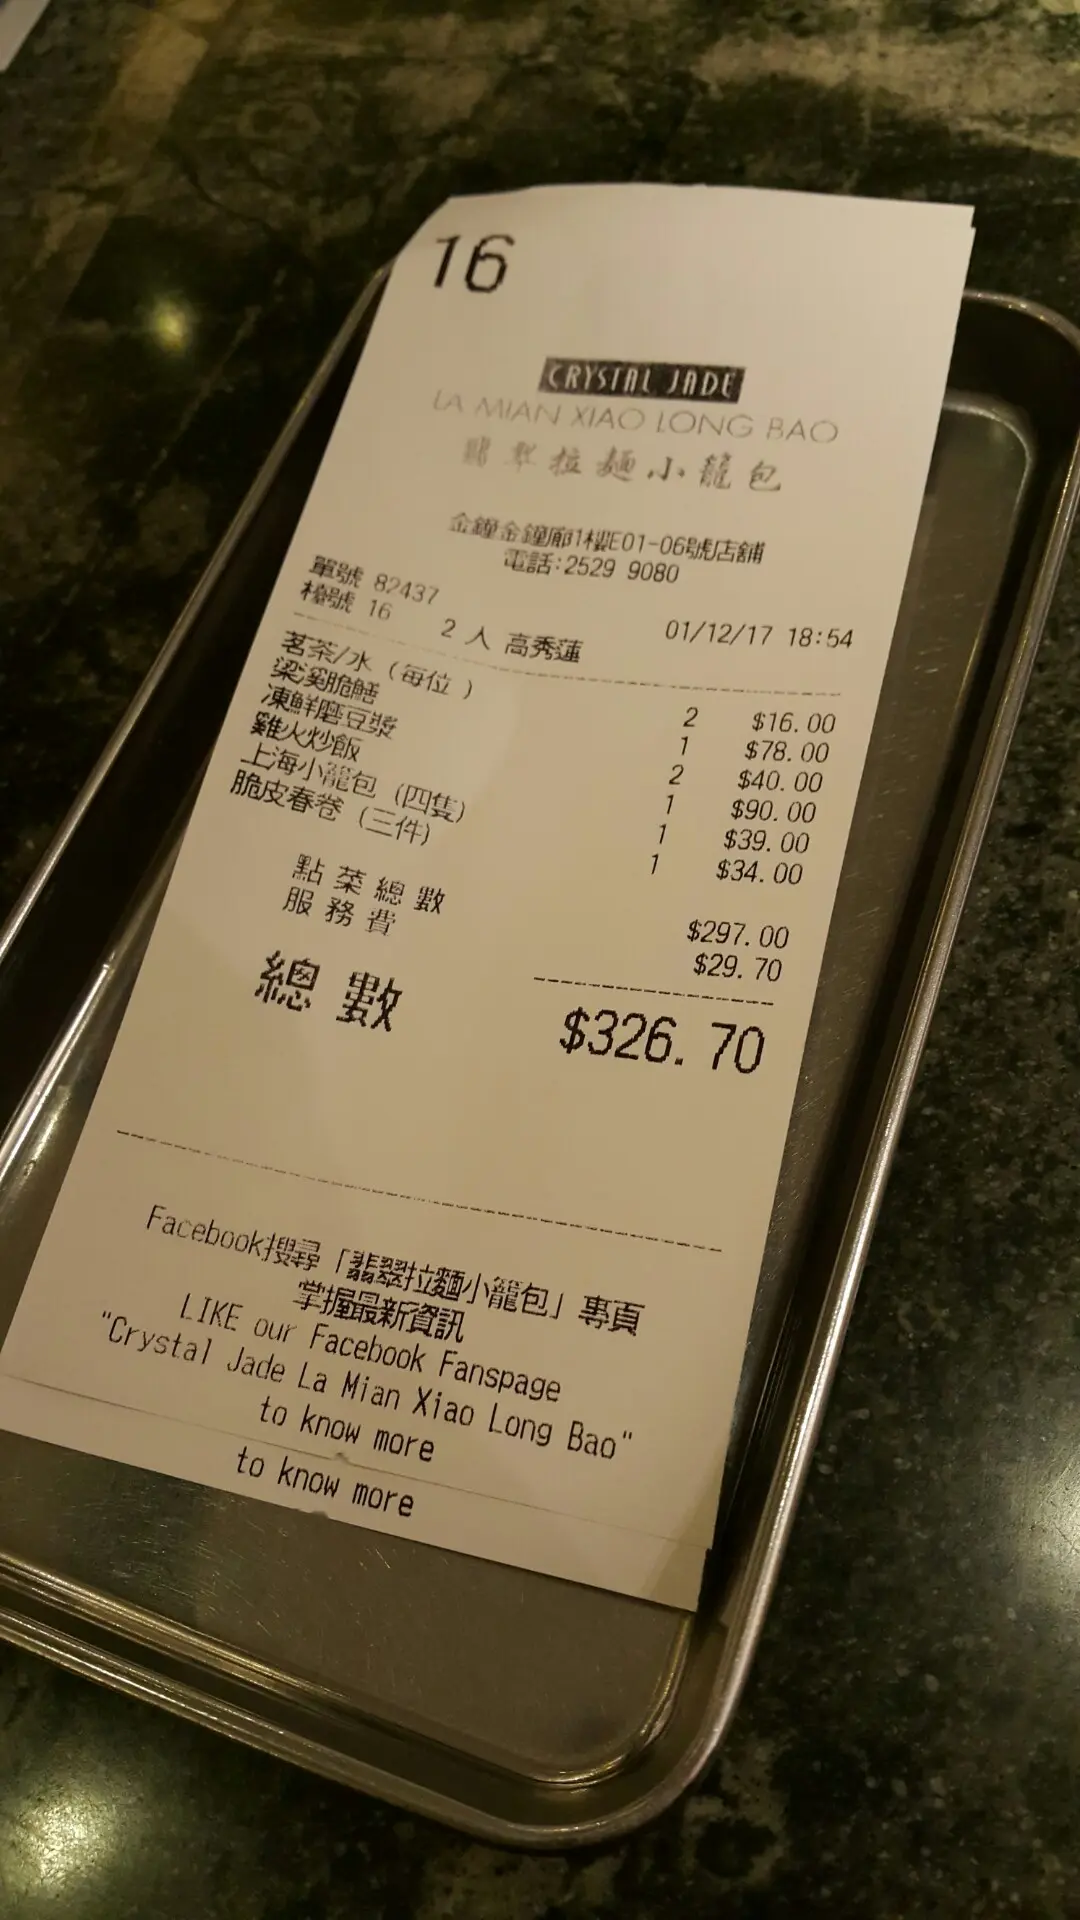 16
CRYSTAL JADE
LA MIAN XIAO LONG BAO
翡翠拉麵小籠包
金鐘金鐘廊1樓E01-06號店舖
電話:2529 9080
單號 82437
檯號 16 2 人 高秀蓮 01/12/17 18:54
茗茶/水 (每位 ) 2 $16.00
梁溪脆鱔 1 $78.00
凍鮮磨豆漿 2 $40.00
雞火炒飯 1 $90.00
上海小籠包 (四隻) 1 $39.00
脆皮春卷 (三件) 1 $34.00
點菜總數 $297.00
服務費 $29.70
總數 $326.70
Facebook搜尋「翡翠拉麵小籠包」專頁
掌握最新資訊
LIKE our Facebook Fanspage
"Crystal Jade La Mian Xiao Long Bao"
to know more
to know more